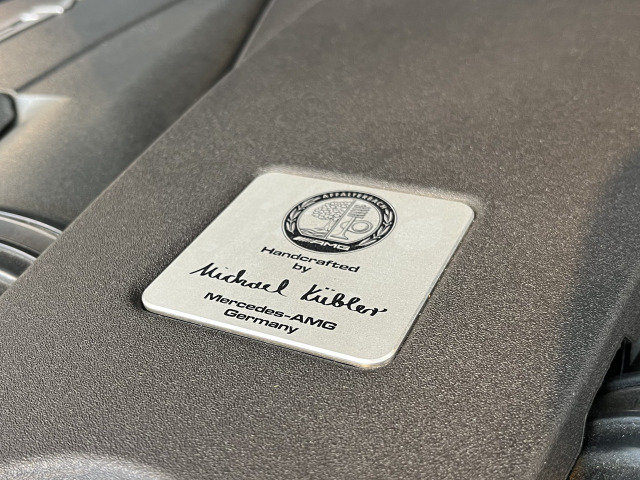 AFFALTERBACH
AMG
Handcrafted
by
Michael Kübler
Mercedes-AMG
Germany